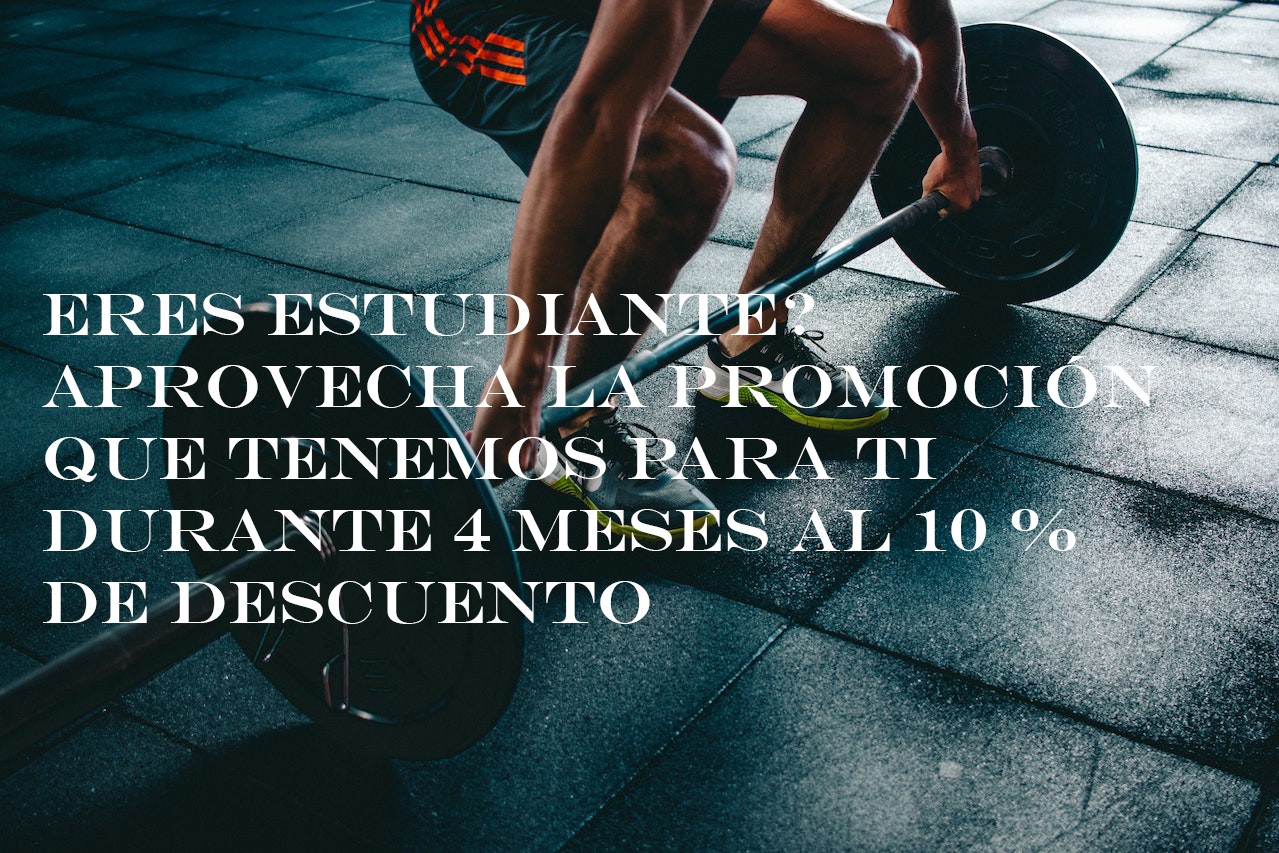 ERES ESTUDIANTE?
APROVECHA LA PROMOCIÓN
QUE TENEMOS PARA TI
DURANTE 4 MESES AL 10 %
DE DESCUENTO